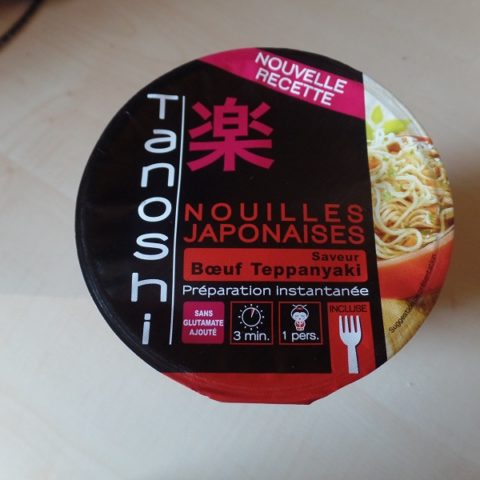 NOUVELLE
RECETTE
Tanoshi
楽
NOUILLES
JAPONAISES
Saveur
Bœuf Teppanyaki
Préparation instantanée
SANS
GLUTAMATE
AJOUTÉ
3 min.
1 pers.
INCLUSE